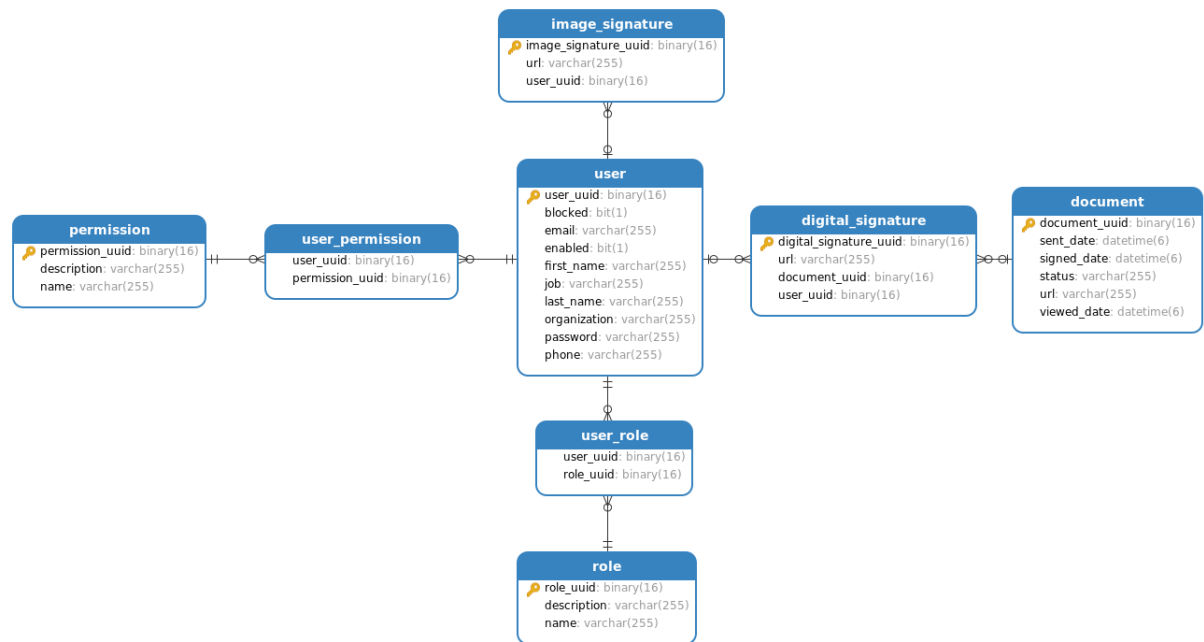 image_signature
image_signature_uuid: binary(16)
url: varchar(255)
user_uuid: binary(16)
user
user_uuid: binary(16)
blocked: bit(1)
email: varchar(255)
enabled: bit(1)
first_name: varchar(255)
job: varchar(255)
last_name: varchar(255)
organization: varchar(255)
password: varchar(255)
phone: varchar(255)
permission
permission_uuid: binary(16)
description: varchar(255)
name: varchar(255)
user_permission
user_uuid: binary(16)
permission_uuid: binary(16)
digital_signature
digital_signature_uuid: binary(16)
url: varchar(255)
document_uuid: binary(16)
user_uuid: binary(16)
document
document_uuid: binary(16)
sent_date: datetime(6)
signed_date: datetime(6)
status: varchar(255)
url: varchar(255)
viewed_date: datetime(6)
user_role
user_uuid: binary(16)
role_uuid: binary(16)
role
role_uuid: binary(16)
description: varchar(255)
name: varchar(255)